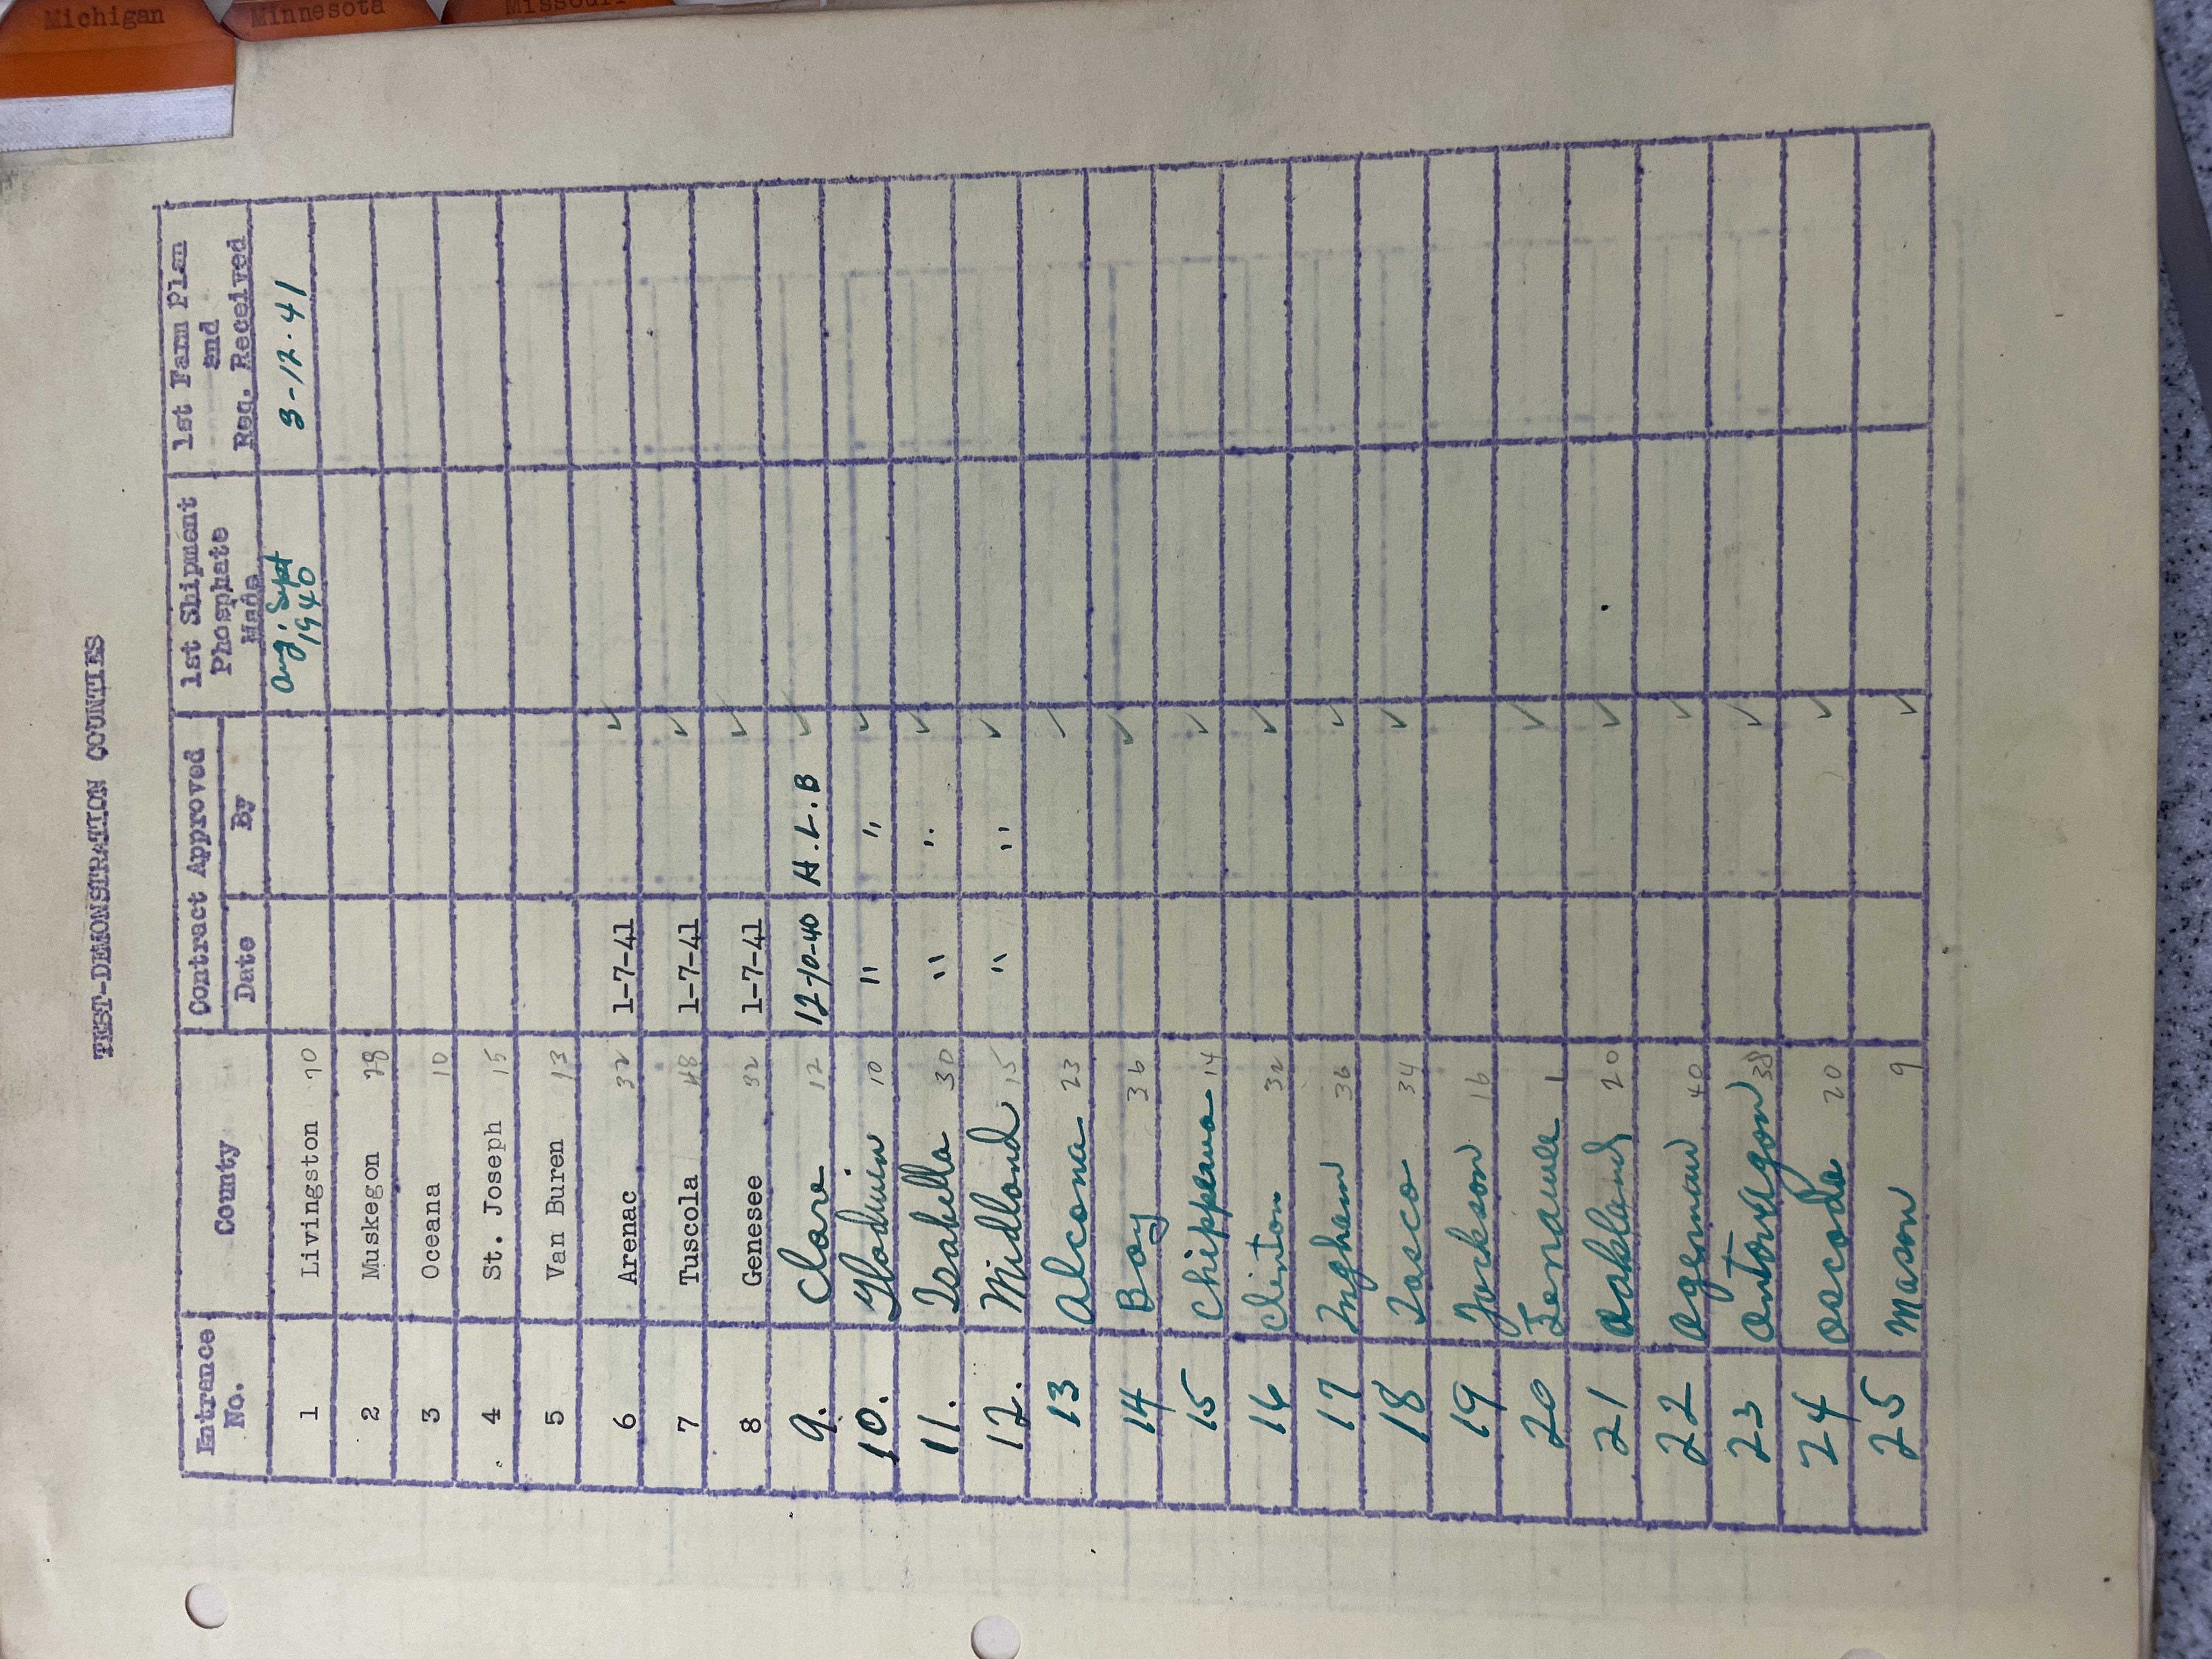 TEST-DEMONSTRATION COUNTIES
Entrance No. County Contract Approved Date By 1st Shipment Phosphate Made 1st Farm Plan and Req. Received
1 Livingston 70 Aug. Sept 1940 3-12-41
2 Muskegon 28
3 Oceana 10
4 St. Joseph 15
5 Van Buren 13
6 Arenac 32 1-7-41 ✓
7 Tuscola 48 1-7-41 ✓
8 Genesee 32 1-7-41 ✓
9. Clare 12 12-10-40 H.L.B ✓
10. Gladwin 10 " " ✓
11. Isabella 30 " " ✓
12. Midland 15 " " ✓
13 Alcona 23 ✓
14 Bay 36 ✓
15 Chippewa 14 ✓
16 Clinton 32 ✓
17 Ingham 36 ✓
18 Iosco 34 ✓
19 Jackson 16
20 Lenawee 1 ✓
21 Oakland 20 ✓
22 Ogemaw 40 ✓
23 Ontonagon 38 ✓
24 Oscoda 20 ✓
25 Mason 9 ✓
Michigan
Minnesota